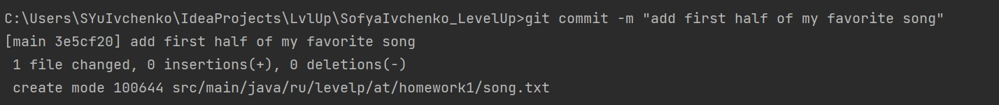 C:\Users\SYuIvchenko\IdeaProjects\LvlUp\SofyaIvchenko_LevelUp>git commit -m "add first half of my favorite song"
[main 3e5cf20] add first half of my favorite song
 1 file changed, 0 insertions(+), 0 deletions(-)
 create mode 100644 src/main/java/ru/levelp/at/homework1/song.txt